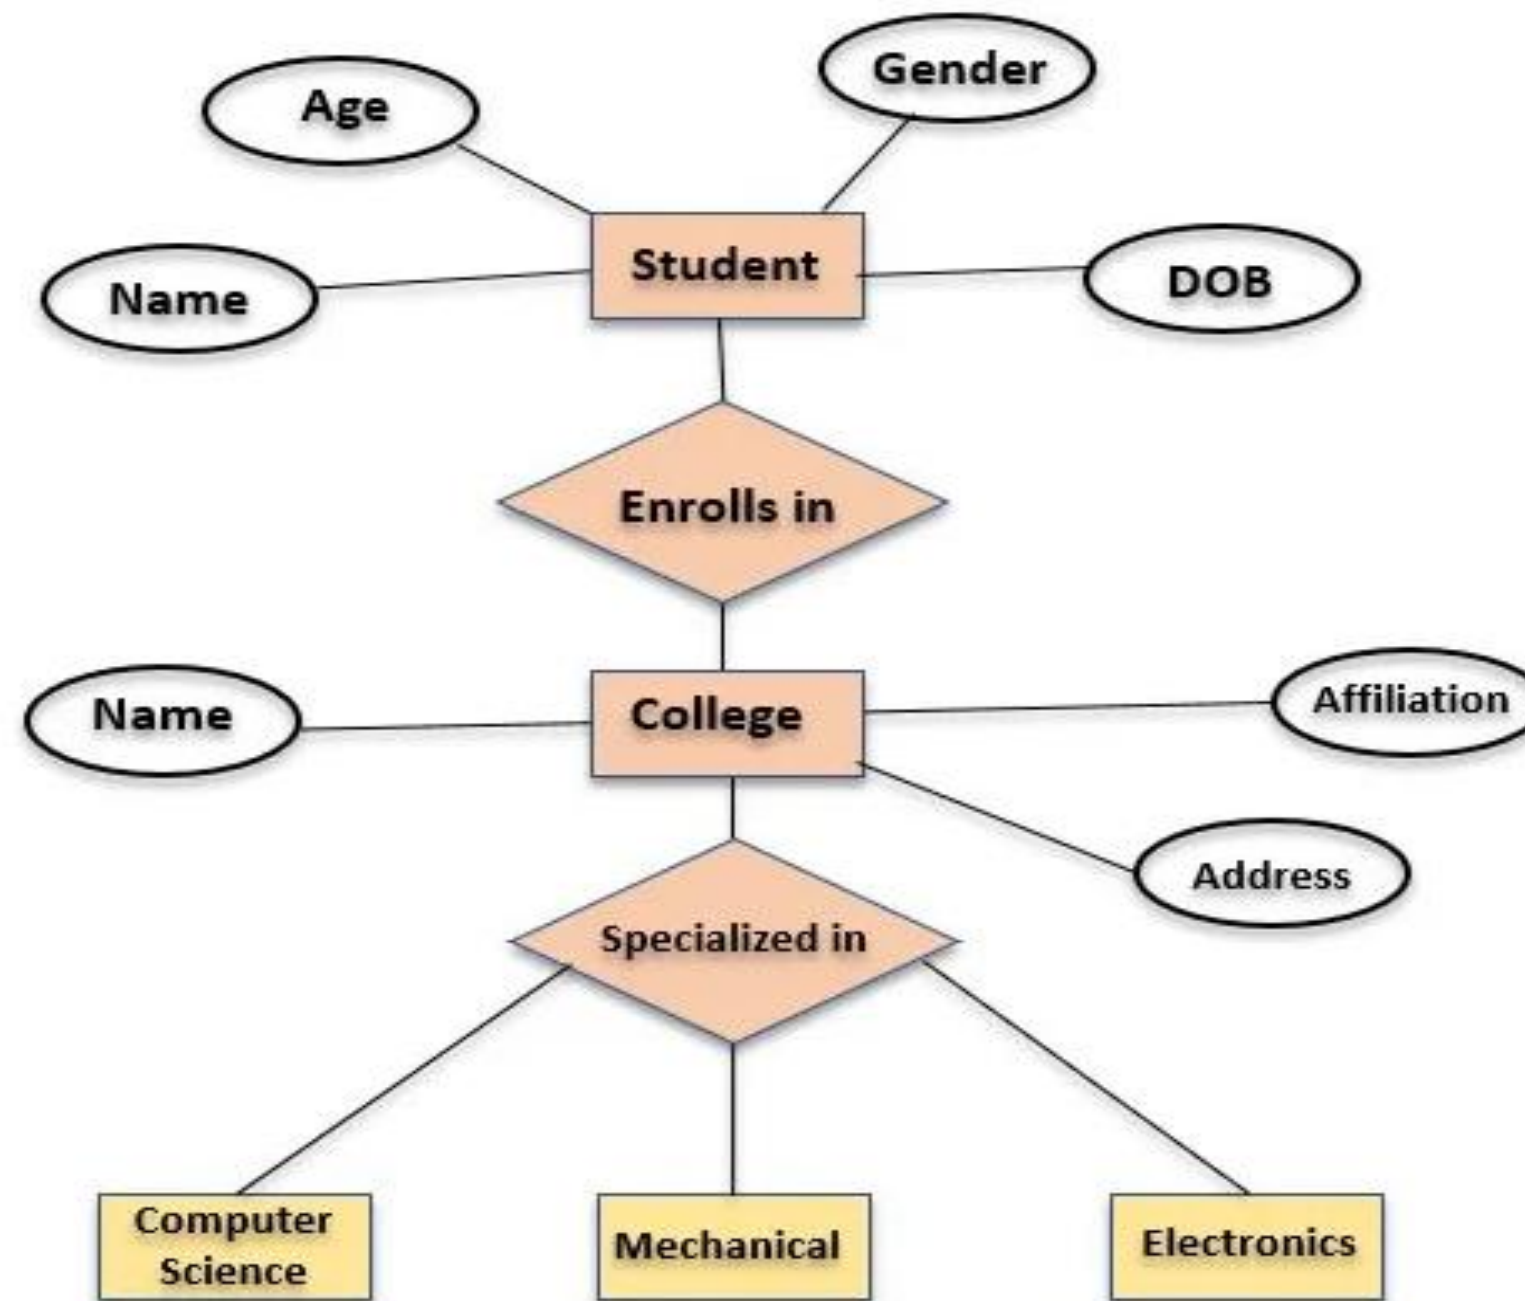 Gender
Age
Student
DOB
Name
Enrolls in
Affiliation
Name
College
Address
Specialized in
Computer
Science
Mechanical
Electronics